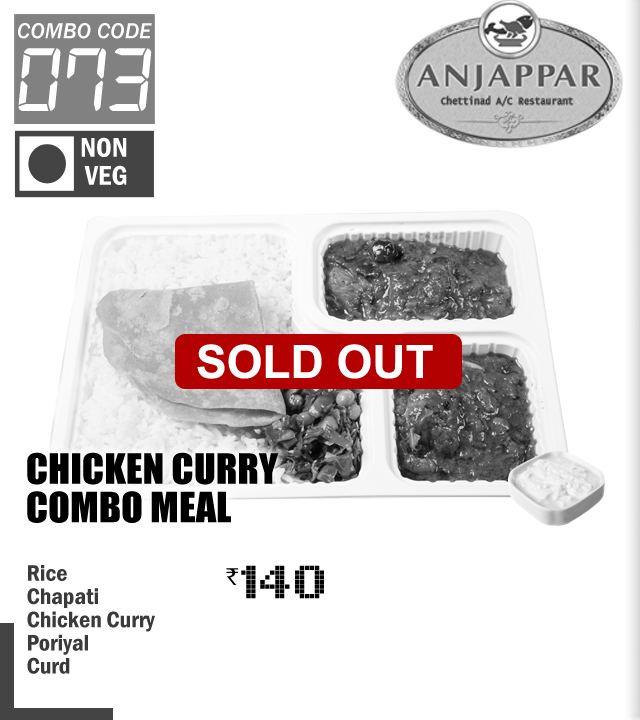 COMBO CODE
073
NON
VEG
ANJAPPAR
Chettinad A/C Restaurant
SOLD OUT
CHICKEN CURRY
COMBO MEAL
Rice
Chapati
Chicken Curry
Poriyal
Curd
₹140